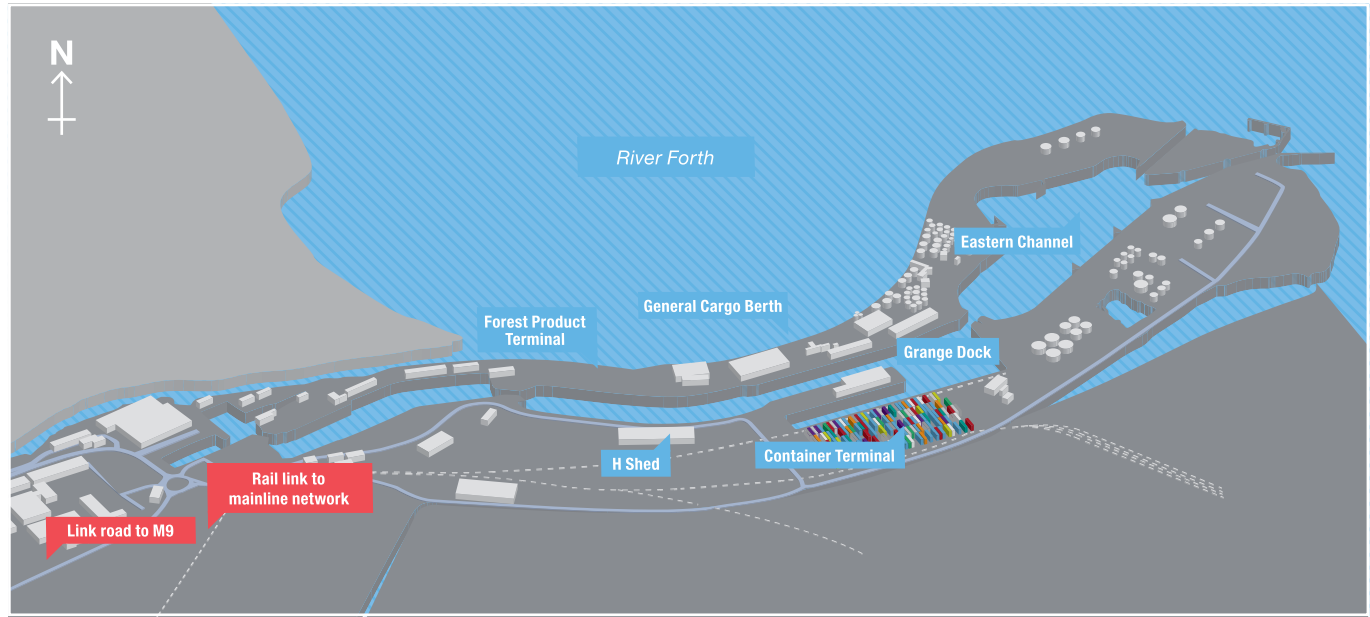 N
River Forth
Eastern Channel
General Cargo Berth
Forest Product
Terminal
Grange Dock
H Shed
Container Terminal
Rail link to
mainline network
Link road to M9